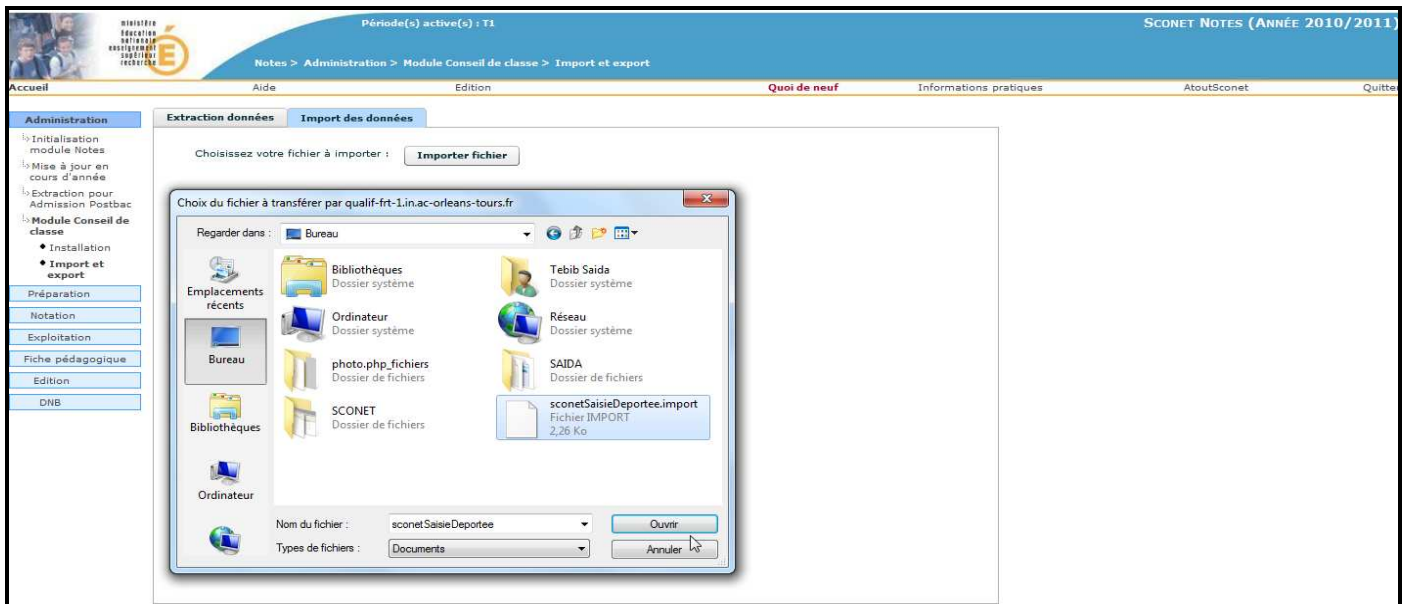 ministère
éducation
nationale
enseignement
supérieur
recherche
Période(s) active(s) : T1
SCONET NOTES (ANNÉE 2010/2011)
Notes > Administration > Module Conseil de classe > Import et export
Accueil Aide Edition Quoi de neuf Informations pratiques AtoutSconet Quitter
Administration
Initialisation
module Notes
Mise à jour en
cours d'année
Extraction pour
Admission Postbac
Module Conseil de
classe
Installation
Import et
export
Préparation
Notation
Exploitation
Fiche pédagogique
Edition
DNB
Extraction données Import des données
Choisissez votre fichier à importer : Importer fichier
Choix du fichier à transférer par qualif-frt-1.in.ac-orleans-tours.fr
Regarder dans : Bureau
Emplacements
récents
Bureau
Bibliothèques
Ordinateur
Bibliothèques
Dossier système
Tebib Saida
Dossier système
Ordinateur
Dossier système
Réseau
Dossier système
photo.php_fichiers
Dossier de fichiers
SAIDA
Dossier de fichiers
SCONET
Dossier de fichiers
sconetSaisieDeportee.import
Fichier IMPORT
2,26 Ko
Nom du fichier : sconetSaisieDeportee Ouvrir
Types de fichiers : Documents Annuler